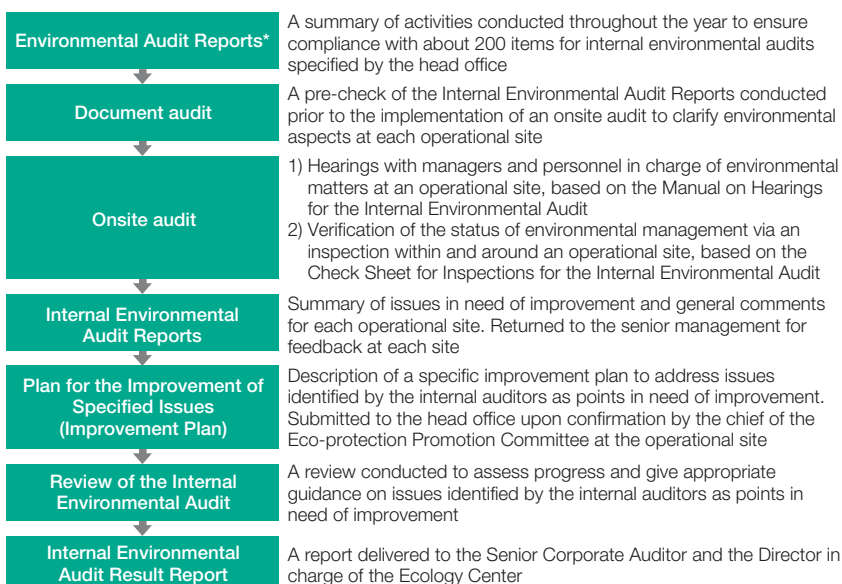 Environmental Audit Reports*
A summary of activities conducted throughout the year to ensure
compliance with about 200 items for internal environmental audits
specified by the head office
Document audit
A pre-check of the Internal Environmental Audit Reports conducted
prior to the implementation of an onsite audit to clarify environmental
aspects at each operational site
Onsite audit
1) Hearings with managers and personnel in charge of environmental
matters at an operational site, based on the Manual on Hearings
for the Internal Environmental Audit
2) Verification of the status of environmental management via an
inspection within and around an operational site, based on the
Check Sheet for Inspections for the Internal Environmental Audit
Internal Environmental
Audit Reports
Summary of issues in need of improvement and general comments
for each operational site. Returned to the senior management for
feedback at each site
Plan for the Improvement of
Specified Issues
(Improvement Plan)
Description of a specific improvement plan to address issues
identified by the internal auditors as points in need of improvement.
Submitted to the head office upon confirmation by the chief of the
Eco-protection Promotion Committee at the operational site
Review of the Internal
Environmental Audit
A review conducted to assess progress and give appropriate
guidance on issues identified by the internal auditors as points in
need of improvement
Internal Environmental
Audit Result Report
A report delivered to the Senior Corporate Auditor and the Director in
charge of the Ecology Center